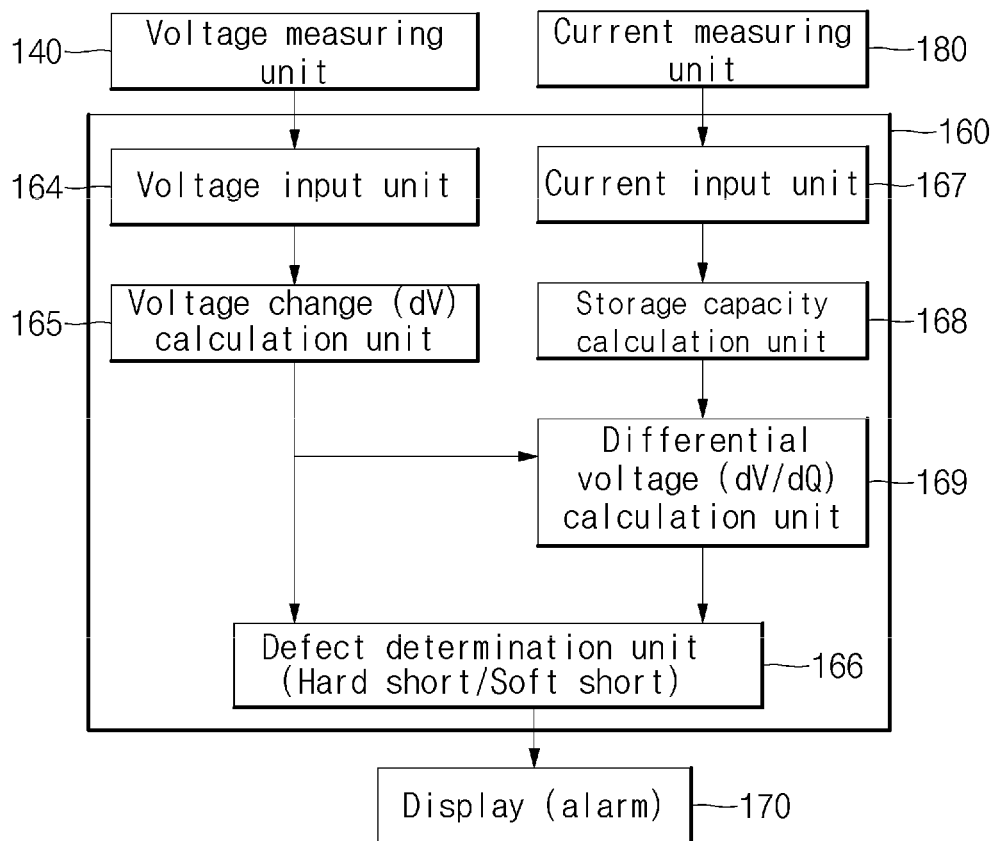 140
Voltage measuring
unit
Current measuring
unit
180
160
164
Voltage input unit
Current input unit
167
165
Voltage change (dV)
calculation unit
Storage capacity
calculation unit
168
Differential
voltage (dV/dQ)
calculation unit
169
Defect determination unit
(Hard short/Soft short)
166
Display (alarm)
170